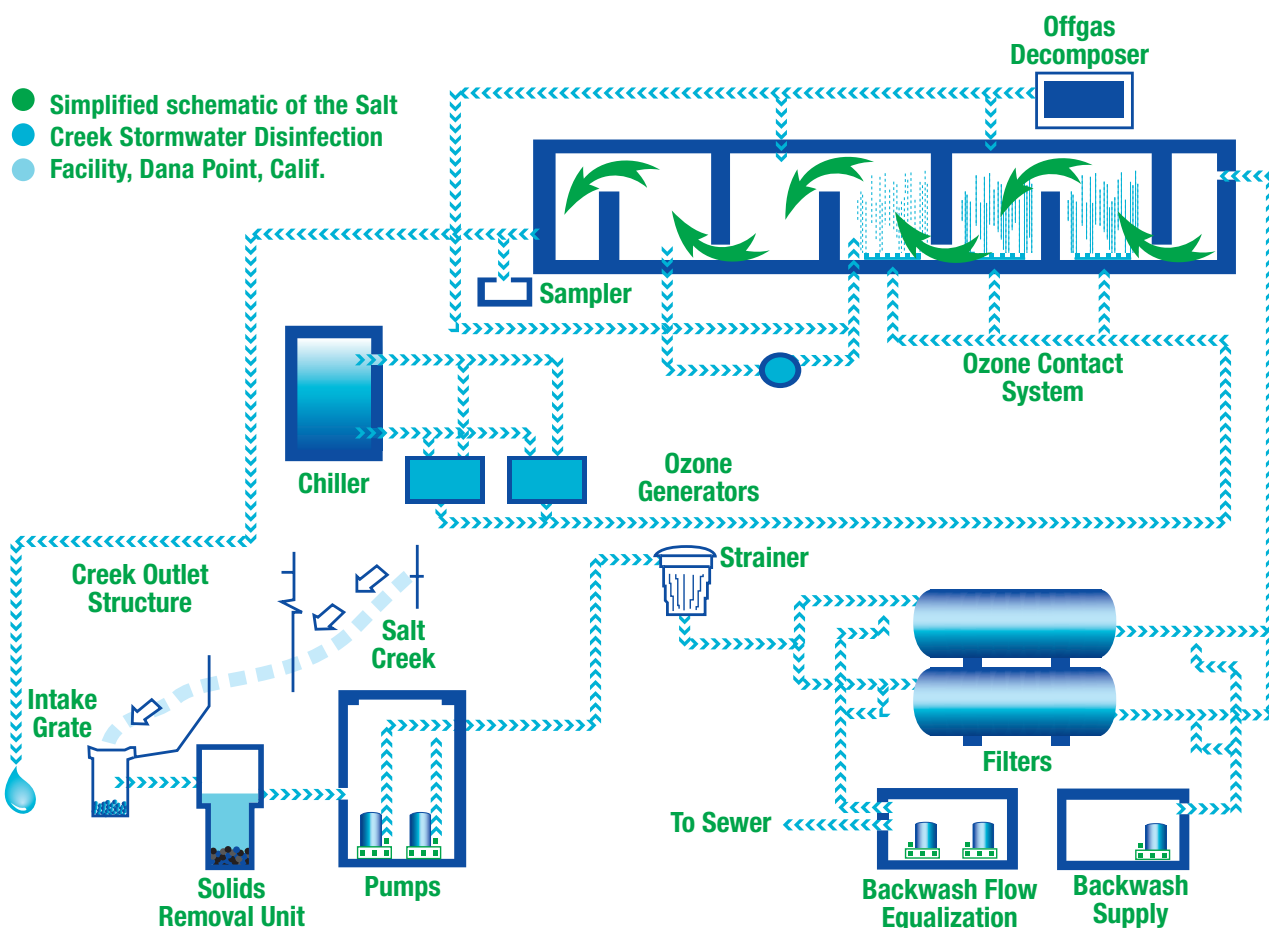 Offgas
Decomposer
Simplified schematic of the Salt
Creek Stormwater Disinfection
Facility, Dana Point, Calif.
Sampler
Ozone Contact
System
Chiller
Ozone
Generators
Creek Outlet
Structure
Strainer
Salt
Creek
Intake
Grate
Filters
To Sewer
Solids
Removal Unit
Pumps
Backwash Flow
Equalization
Backwash
Supply